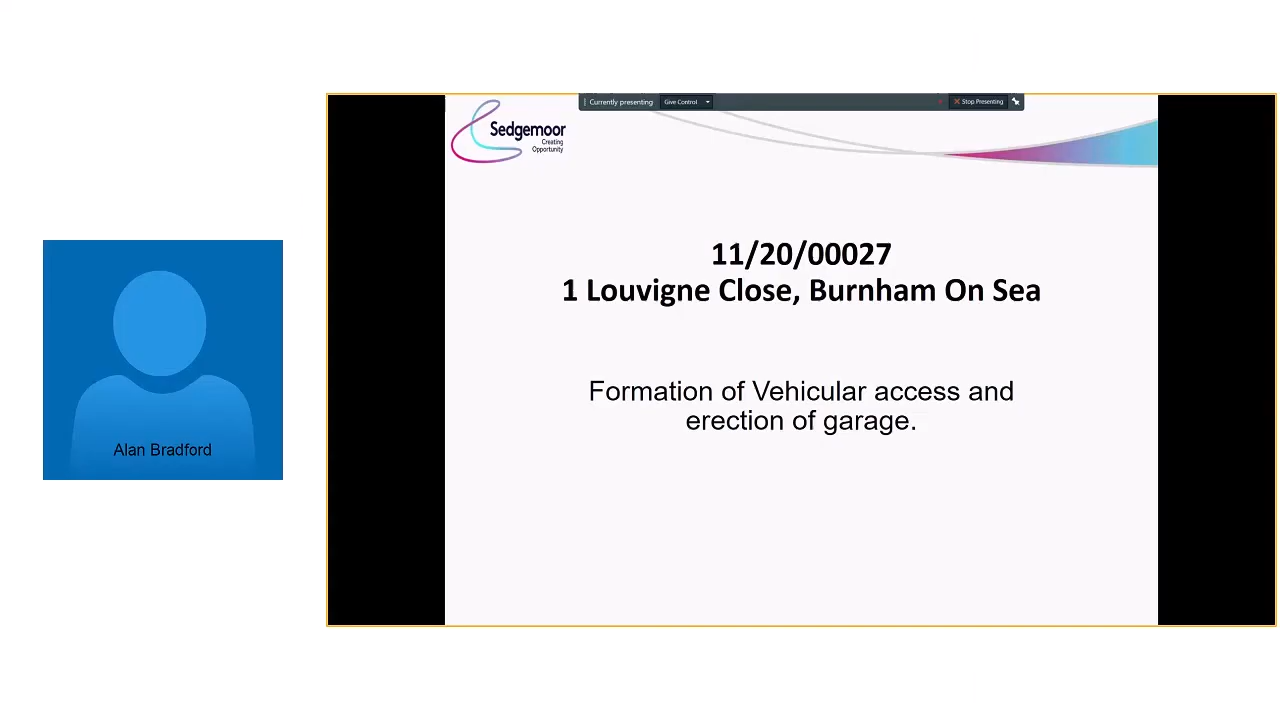 Currently presenting Give Control Stop Presenting
Sedgemoor
Creating
Opportunity
11/20/00027
1 Louvigne Close, Burnham On Sea
Formation of Vehicular access and
erection of garage.
Alan Bradford